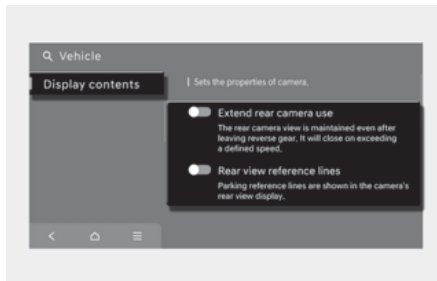 Vehicle
Display contents
Sets the properties of camera.
Extend rear camera use
The rear camera view is maintained even after
leaving reverse gear. It will close on exceeding
a defined speed.
Rear view reference lines
Parking reference lines are shown in the camera's
rear view display.